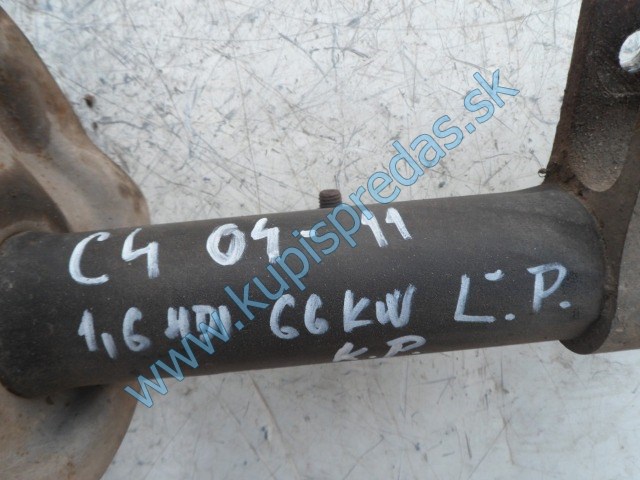 C4 04-11
1,6 HDI 66KW Ľ.P.
K.P.
www.kupispredas.sk